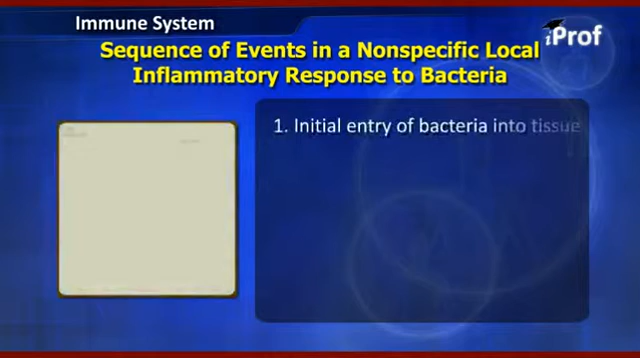 Immune System
iProf
Sequence of Events in a Nonspecific Local
Inflammatory Response to Bacteria
1. Initial entry of bacteria into tissue